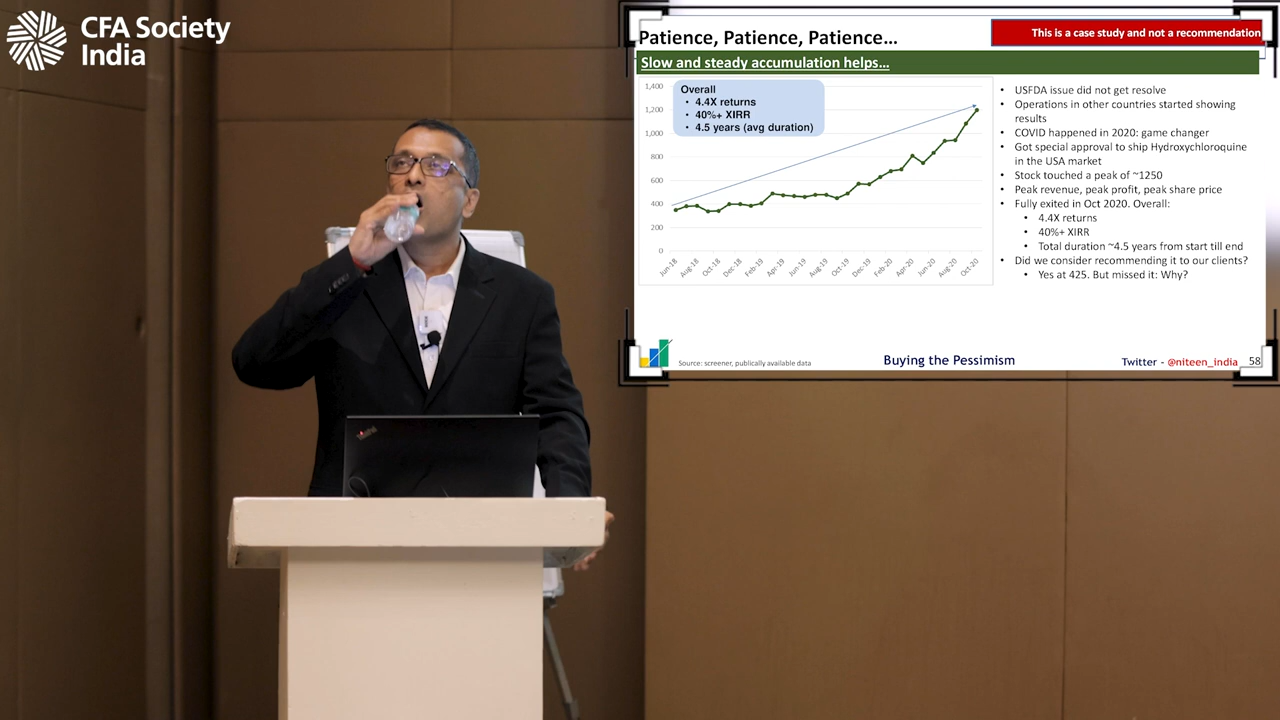 CFA Society
India
Patience, Patience, Patience...
This is a case study and not a recommendation
Slow and steady accumulation helps...
Overall
• 4.4X returns
• 40%+ XIRR
• 4.5 years (avg duration)
1,400
1,200
1,000
800
600
400
200
0
Jun-18
Aug-18
Oct-18
Dec-18
Feb-19
Apr-19
Jun-19
Aug-19
Oct-19
Dec-19
Feb-20
Apr-20
Jun-20
Aug-20
Oct-20
• USFDA issue did not get resolve
• Operations in other countries started showing
results
• COVID happened in 2020: game changer
• Got special approval to ship Hydroxychloroquine
in the USA market
• Stock touched a peak of ~1250
• Peak revenue, peak profit, peak share price
• Fully exited in Oct 2020. Overall:
• 4.4X returns
• 40%+ XIRR
• Total duration ~4.5 years from start till end
• Did we consider recommending it to our clients?
• Yes at 425. But missed it: Why?
Source: screener, publically available data
Buying the Pessimism
Twitter - @niteen_india
58